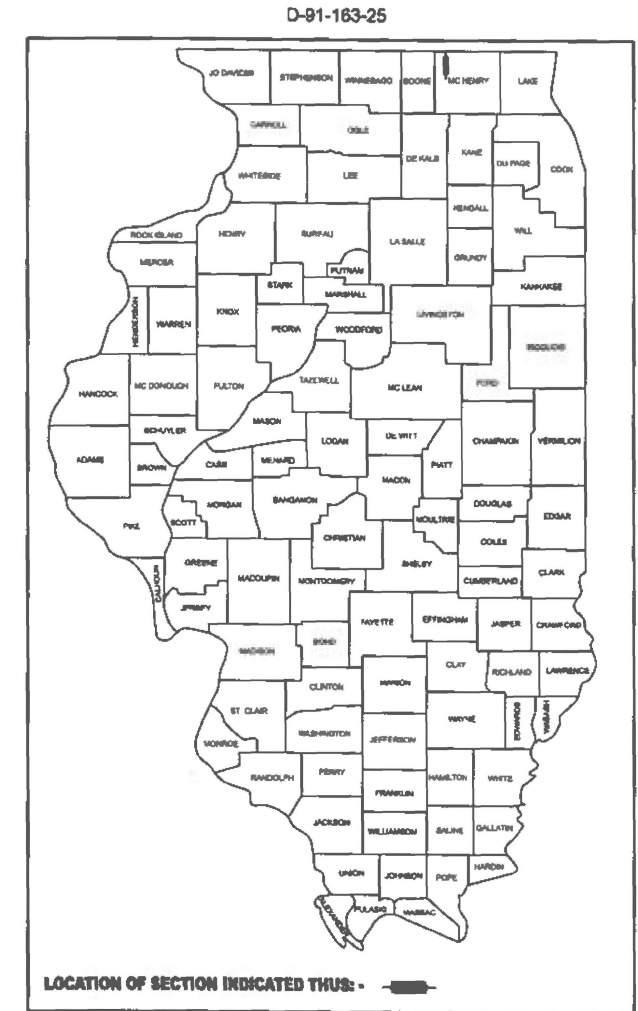 D-91-163-25
JO DAVIESS
STEPHENSON
WINNEBAGO
BOONE
MC HENRY
LAKE
CARROLL
OGLE
DE KALB
KANE
DU PAGE
COOK
WHITESIDE
LEE
KENDALL
WILL
ROCK ISLAND
HENRY
BUREAU
LA SALLE
GRUNDY
MERCER
PUTNAM
STARK
MARSHALL
KANKAKEE
HENDERSON
WARREN
KNOX
PEORIA
WOODFORD
LIVINGSTON
IROQUOIS
HANCOCK
MC DONOUGH
FULTON
TAZEWELL
MC LEAN
FORD
MASON
SCHUYLER
LOGAN
DE WITT
CHAMPAIGN
VERMILION
ADAMS
BROWN
CASS
MENARD
MACON
PIATT
MORGAN
SANGAMON
DOUGLAS
EDGAR
PIKE
SCOTT
CHRISTIAN
MOULTRIE
COLES
CALHOUN
GREENE
MACOUPIN
MONTGOMERY
SHELBY
CUMBERLAND
CLARK
JERSEY
FAYETTE
EFFINGHAM
JASPER
CRAWFORD
MADISON
BOND
CLAY
RICHLAND
LAWRENCE
CLINTON
MARION
ST CLAIR
WAYNE
EDWARDS
WABASH
MONROE
WASHINGTON
JEFFERSON
RANDOLPH
PERRY
HAMILTON
WHITE
FRANKLIN
JACKSON
WILLIAMSON
SALINE
GALLATIN
UNION
JOHNSON
POPE
HARDIN
ALEXANDER
PULASKI
MASSAC
LOCATION OF SECTION INDICATED THUS: -